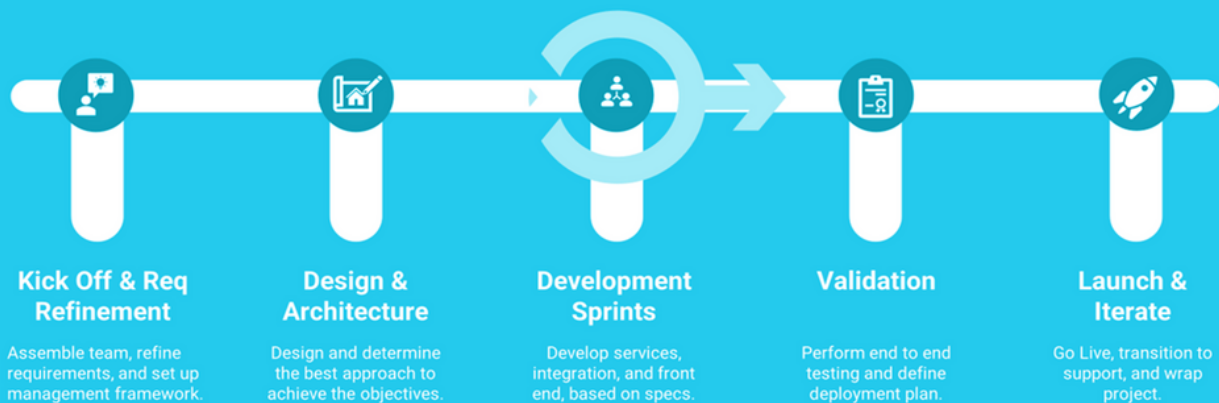 Kick Off & Req
Refinement
Assemble team, refine
requirements, and set up
management framework.
Design &
Architecture
Design and determine
the best approach to
achieve the objectives.
Development
Sprints
Develop services,
integration, and front
end, based on specs.
Validation
Perform end to end
testing and define
deployment plan.
Launch &
Iterate
Go Live, transition to
support, and wrap
project.